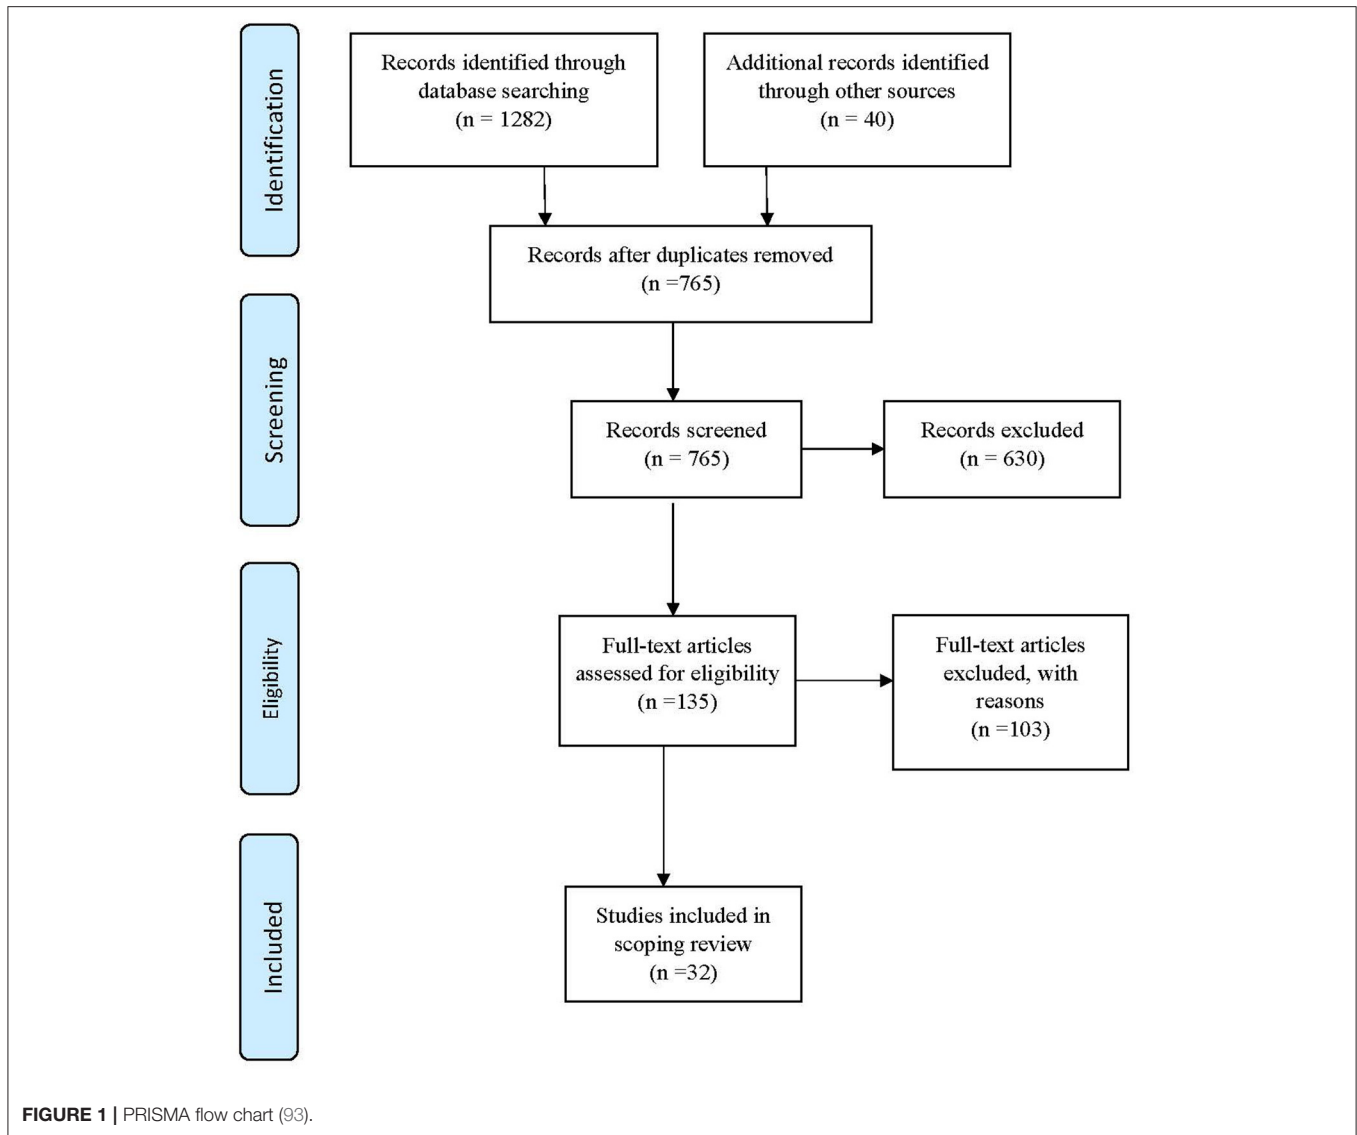 Identification
Records identified through
database searching
(n = 1282)
Additional records identified
through other sources
(n = 40)
Records after duplicates removed
(n =765)
Screening
Records screened
(n = 765)
Records excluded
(n = 630)
Eligibility
Full-text articles
assessed for eligibility
(n =135)
Full-text articles
excluded, with
reasons
(n =103)
Included
Studies included in
scoping review
(n =32)
FIGURE 1 | PRISMA flow chart (93).